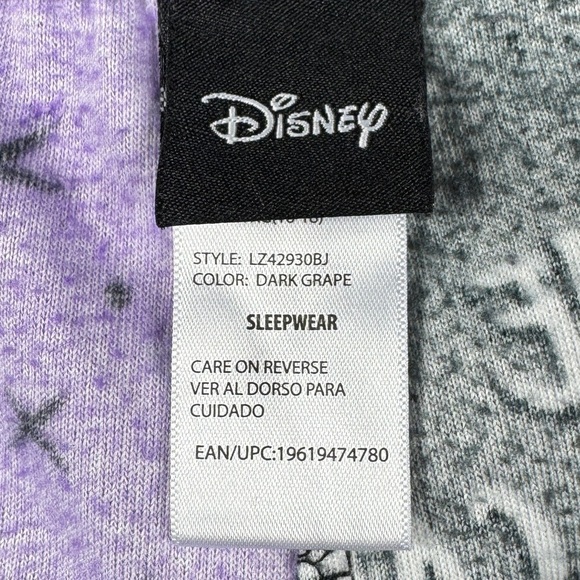 Disney
STYLE: LZ42930BJ
COLOR: DARK GRAPE
SLEEPWEAR
CARE ON REVERSE
VER AL DORSO PARA
CUIDADO
EAN/UPC:19619474780